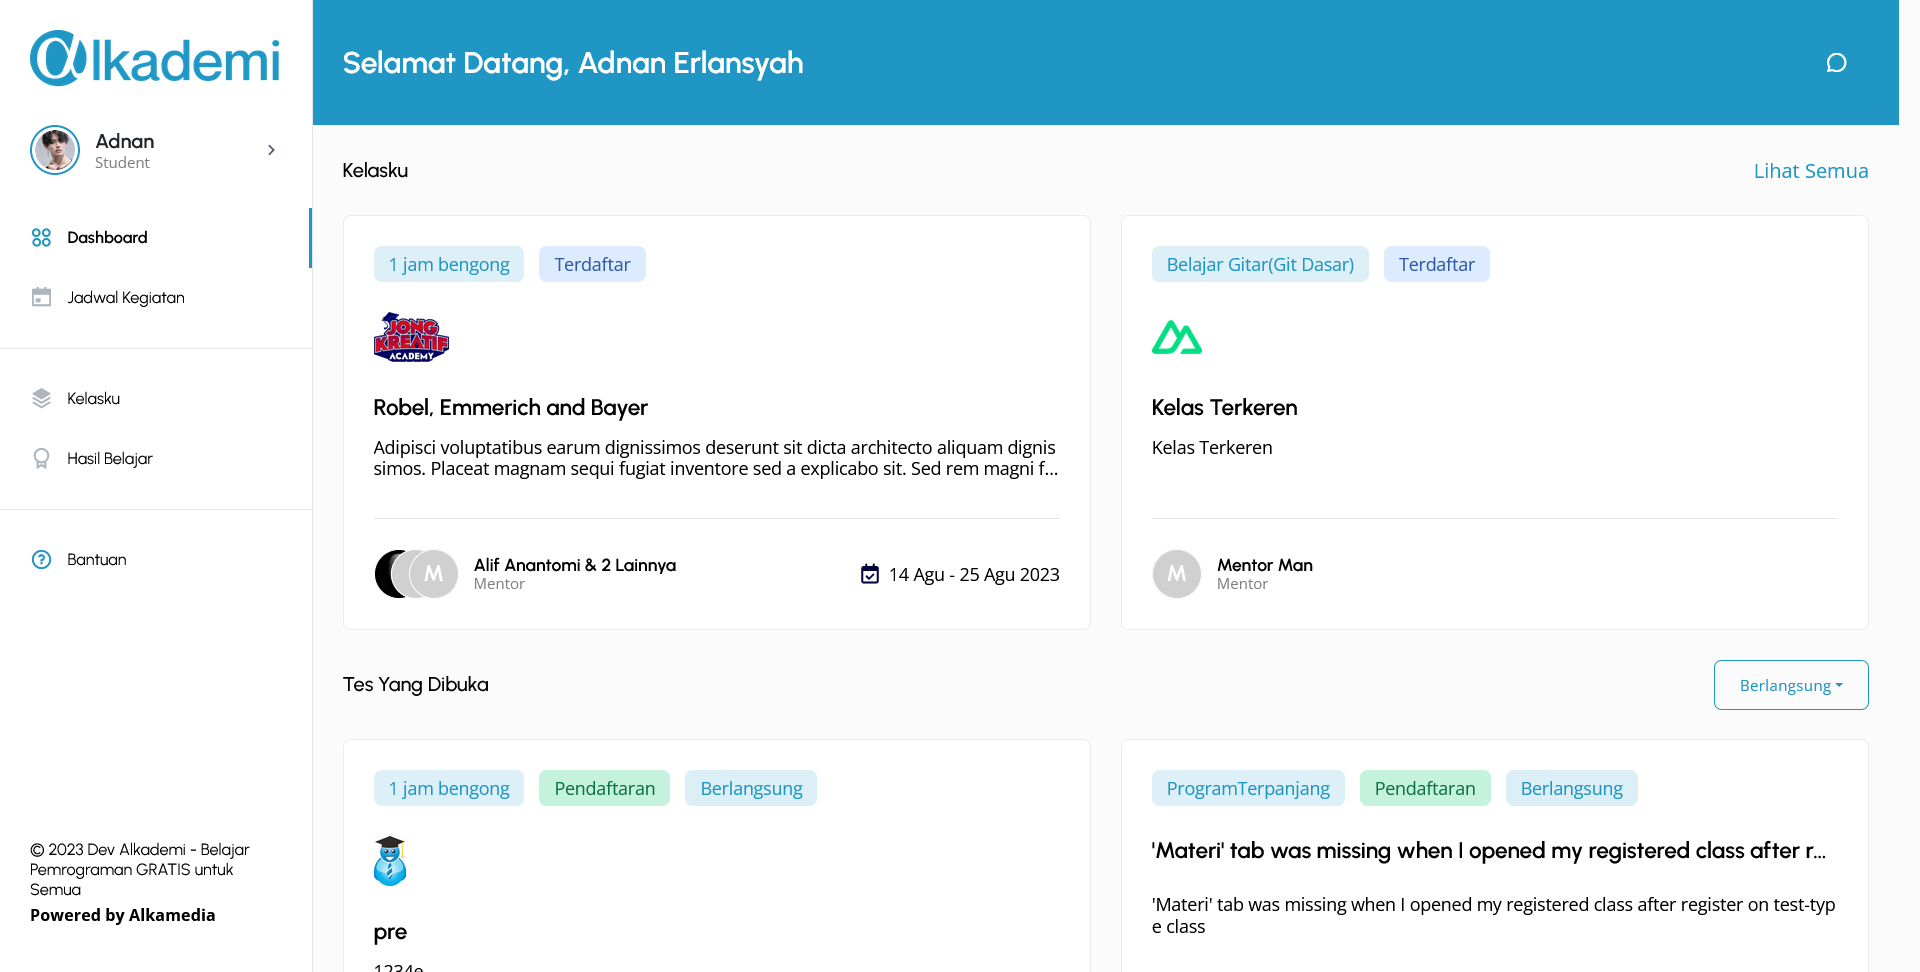 alkademi
Selamat Datang, Adnan Erlansyah
Adnan
Student
Dashboard
Jadwal Kegiatan
Kelasku
Hasil Belajar
Bantuan
© 2023 Dev Alkademi - Belajar
Pemrograman GRATIS untuk
Semua
Powered by Alkamedia
Kelasku
Lihat Semua
1 jam bengong
Terdaftar
JONG
KREATIF
ACADEMY
Robel, Emmerich and Bayer
Adipisci voluptatibus earum dignissimos deserunt sit dicta architecto aliquam dignis
simos. Placeat magnam sequi fugiat inventore sed a explicabo sit. Sed rem magni f...
M
Alif Anantomi & 2 Lainnya
Mentor
14 Agu - 25 Agu 2023
Belajar Gitar(Git Dasar)
Terdaftar
Kelas Terkeren
Kelas Terkeren
M
Mentor Man
Mentor
Tes Yang Dibuka
Berlangsung
1 jam bengong
Pendaftaran
Berlangsung
pre
1234e
ProgramTerpanjang
Pendaftaran
Berlangsung
'Materi' tab was missing when I opened my registered class after r...
'Materi' tab was missing when I opened my registered class after register on test-typ
e class